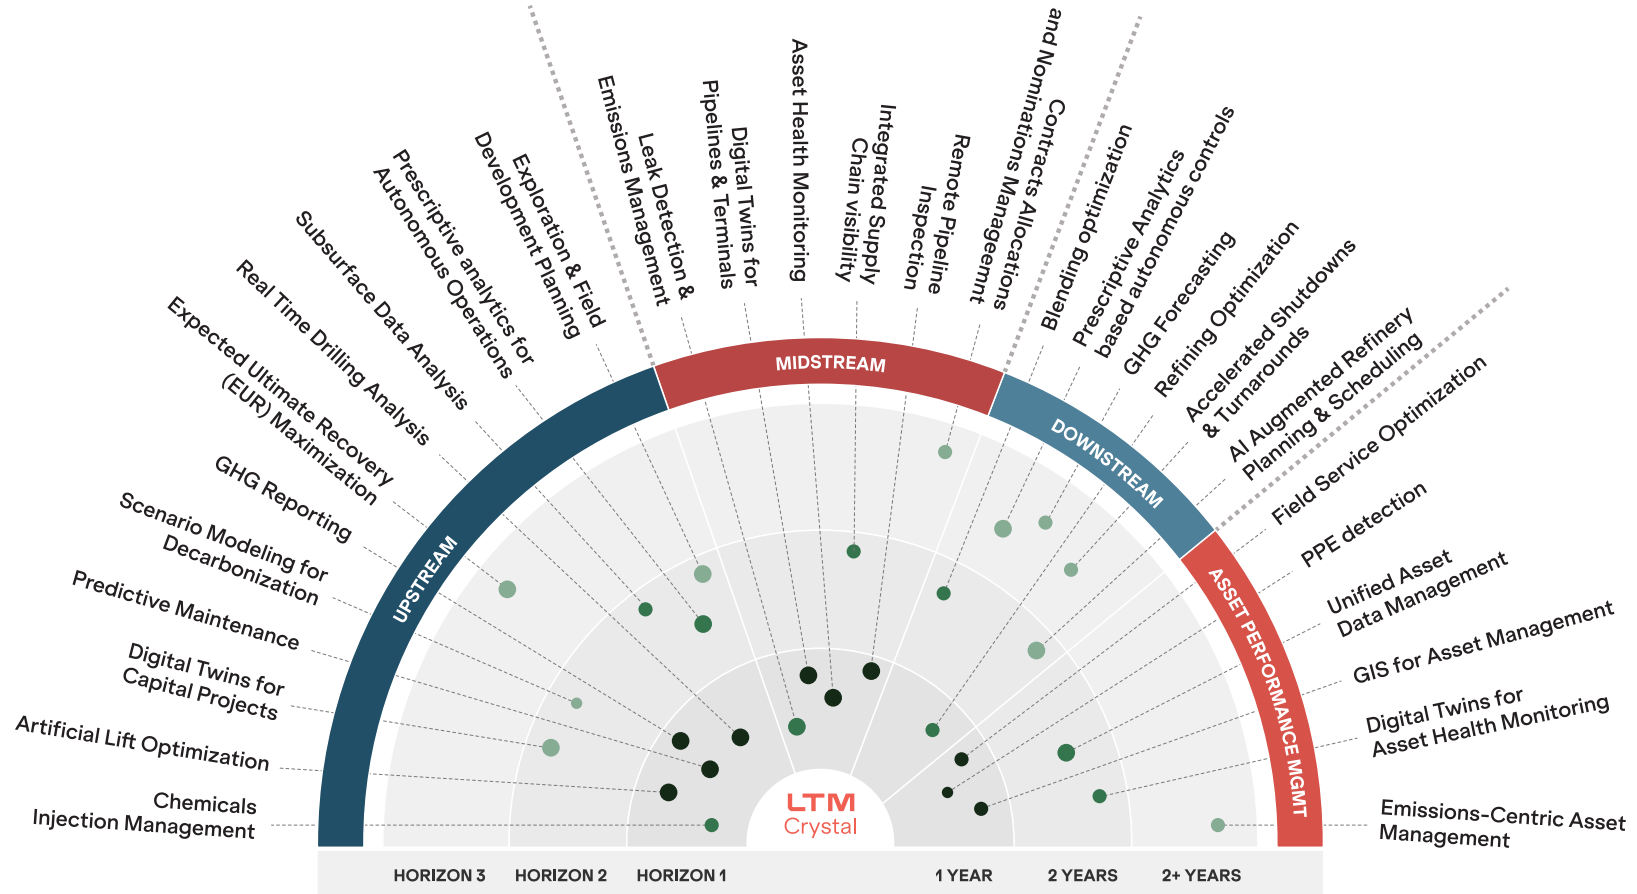 Chemicals
Injection Management
Artificial Lift Optimization
Digital Twins for
Capital Projects
Predictive Maintenance
Scenario Modeling for
Decarbonization
GHG Reporting
Expected Ultimate Recovery
(EUR) Maximization
Real Time Drilling Analysis
Subsurface Data Analysis
Prescriptive analytics for
Autonomous Operations
Exploration & Field
Development Planning
Leak Detection &
Emissions Management
Digital Twins for
Pipelines & Terminals
Asset Health Monitoring
Integrated Supply
Chain visibility
Remote Pipeline
Inspection
Contracts Allocations
and Nominations Management
Blending optimization
Prescriptive Analytics
based autonomous controls
GHG Forecasting
Refining Optimization
Accelerated Shutdowns
& Turnarounds
AI Augmented Refinery
Planning & Scheduling
Field Service Optimization
PPE detection
Unified Asset
Data Management
GIS for Asset Management
Digital Twins for
Asset Health Monitoring
Emissions-Centric Asset
Management
UPSTREAM
MIDSTREAM
DOWNSTREAM
ASSET PERFORMANCE MGMT
LTM
Crystal
HORIZON 3
HORIZON 2
HORIZON 1
1 YEAR
2 YEARS
2+ YEARS